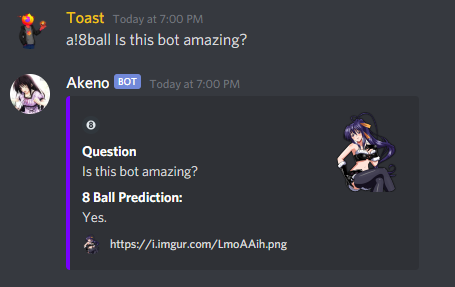 Toast Today at 7:00 PM
a!8ball Is this bot amazing?
Akeno BOT Today at 7:00 PM
8
Question
Is this bot amazing?
8 Ball Prediction:
Yes.
https://i.imgur.com/LmoAAih.png